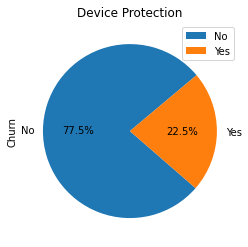 Device Protection
No
Yes
Churn
No
77.5%
22.5%
Yes